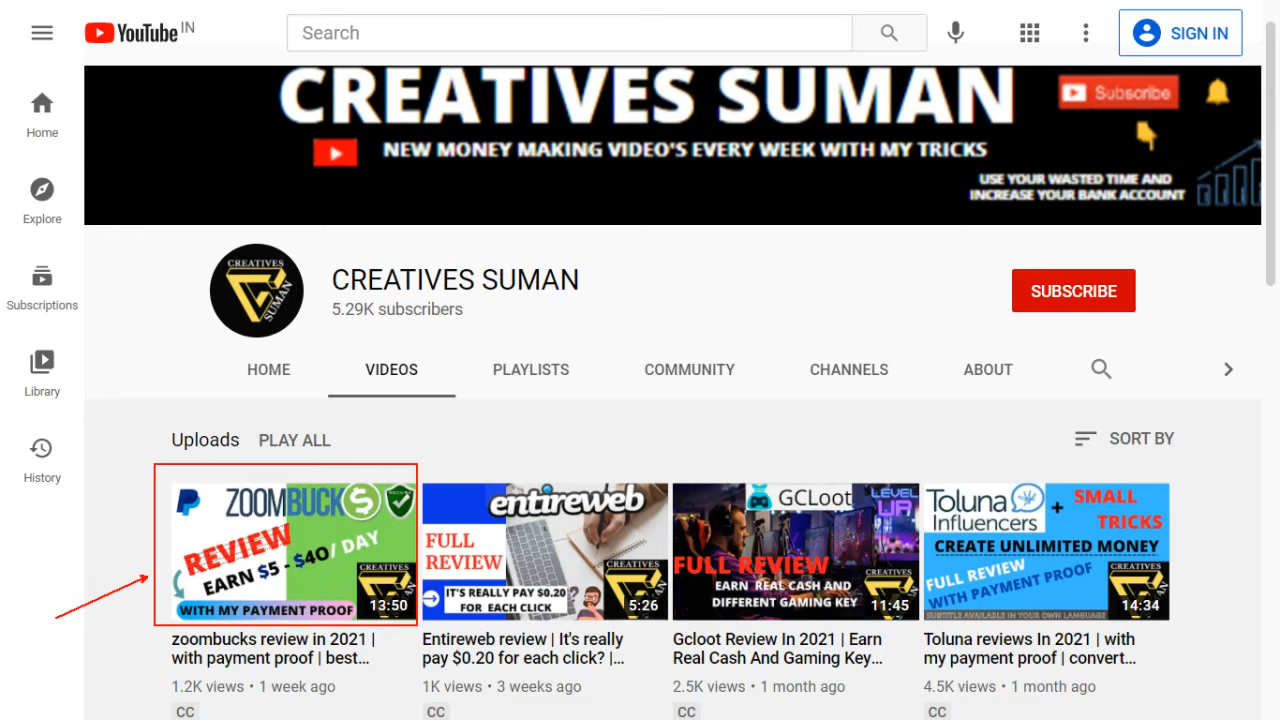 YouTube IN
Search
SIGN IN
Home
Explore
Subscriptions
Library
History
CREATIVES SUMAN
Subscribe
NEW MONEY MAKING VIDEO'S EVERY WEEK WITH MY TRICKS
USE YOUR WASTED TIME AND
INCREASE YOUR BANK ACCOUNT
CREATIVES
SUMAN
CREATIVES SUMAN
5.29K subscribers
SUBSCRIBE
HOME VIDEOS PLAYLISTS COMMUNITY CHANNELS ABOUT
Uploads PLAY ALL
SORT BY
ZOOMBUCK$
REVIEW
EARN $5 - $40/ DAY
WITH MY PAYMENT PROOF
CREATIVES
13:50
zoombucks review in 2021 |
with payment proof | best...
1.2K views • 1 week ago
CC
entireweb
FULL
REVIEW
IT'S REALLY PAY $0.20
FOR EACH CLICK?
CREATIVES
5:26
Entireweb review | It's really
pay $0.20 for each click? |...
1K views • 3 weeks ago
CC
GCLoot
LEVEL
UP
FULL REVIEW
EARN REAL CASH AND
DIFFERENT GAMING KEY
CREATIVES
11:45
Gcloot Review In 2021 | Earn
Real Cash And Gaming Key...
2.5K views • 1 month ago
CC
Toluna
Influencers
+ SMALL
TRICKS
CREATE UNLIMITED MONEY
FULL REVIEW
WITH PAYMENT PROOF
CREATIVES
SUBTITLE AVAILABLE IN YOUR OWN LANGUAGE
14:34
Toluna reviews In 2021 | with
my payment proof | convert...
4.5K views • 1 month ago
CC